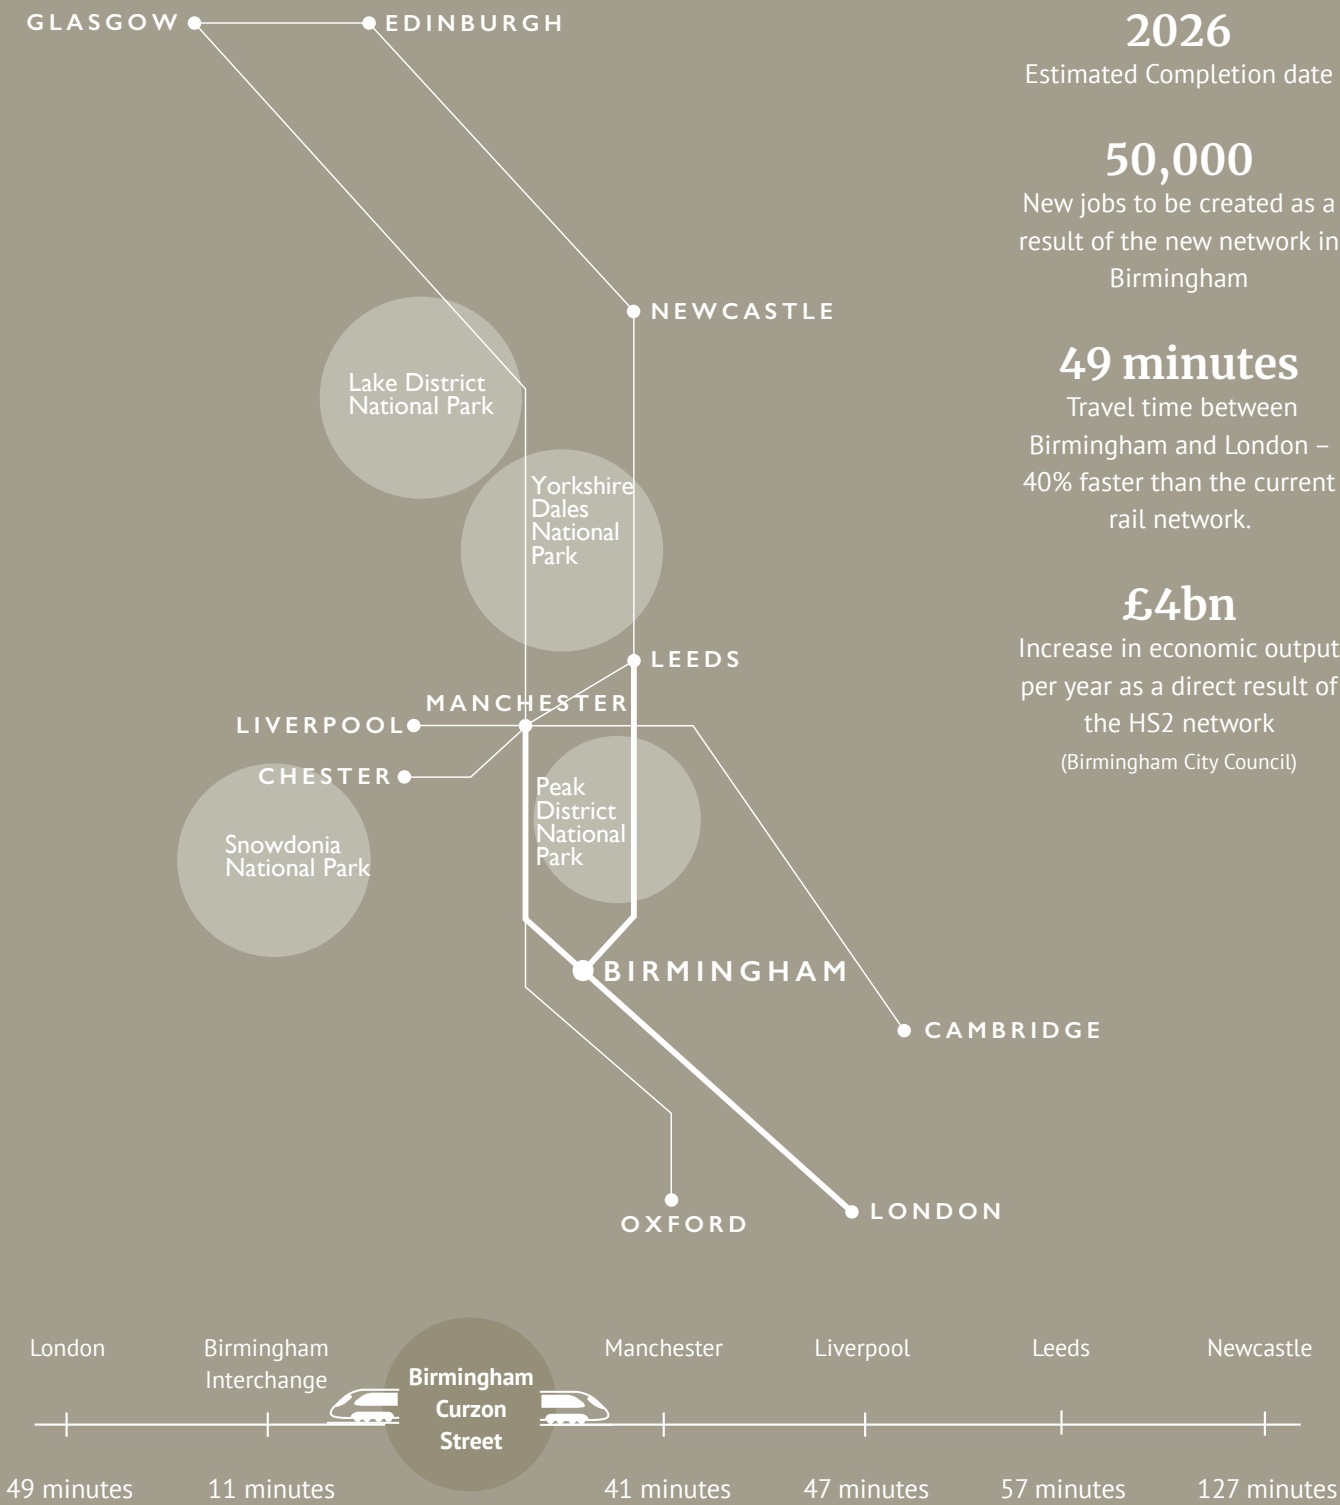 GLASGOW
EDINBURGH
NEWCASTLE
Lake District
National Park
Yorkshire
Dales
National
Park
LEEDS
MANCHESTER
LIVERPOOL
CHESTER
Peak
District
National
Park
Snowdonia
National Park
BIRMINGHAM
CAMBRIDGE
LONDON
OXFORD
2026
Estimated Completion date
50,000
New jobs to be created as a
result of the new network in
Birmingham
49 minutes
Travel time between
Birmingham and London –
40% faster than the current
rail network.
£4bn
Increase in economic output
per year as a direct result of
the HS2 network
(Birmingham City Council)
London
49 minutes
Birmingham
Interchange
11 minutes
Birmingham
Curzon
Street
Manchester
41 minutes
Liverpool
47 minutes
Leeds
57 minutes
Newcastle
127 minutes